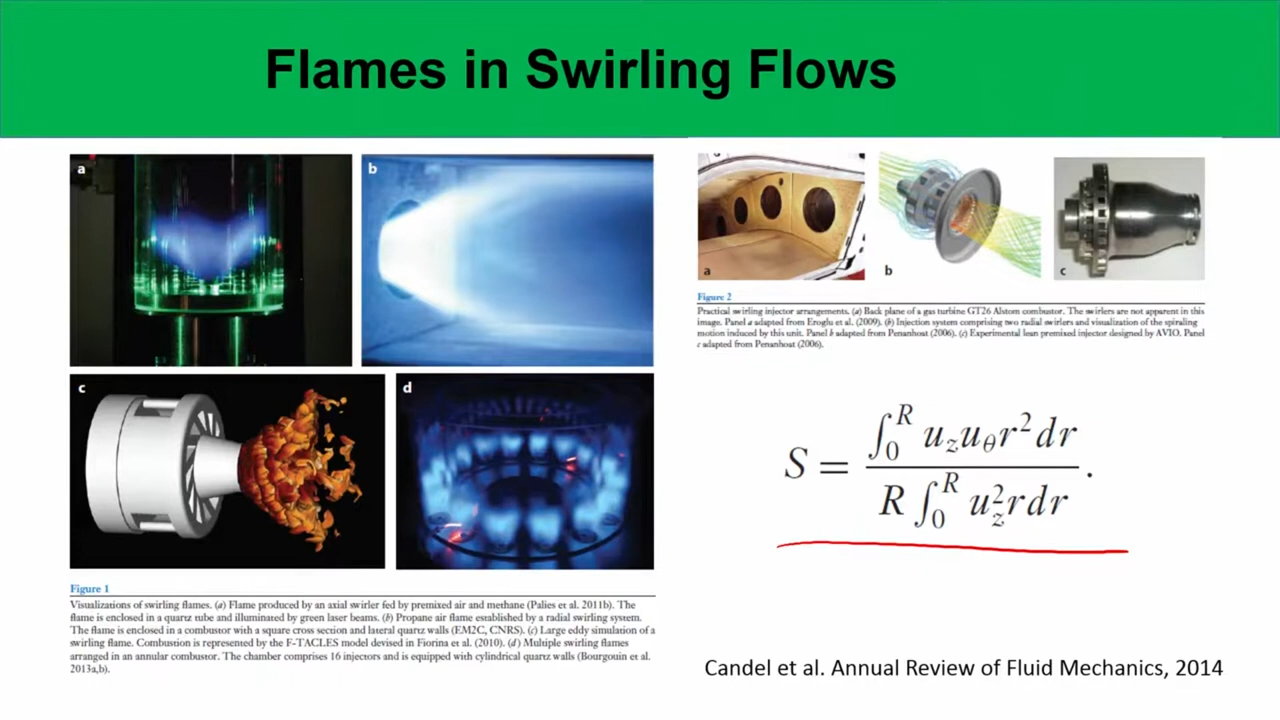 Flames in Swirling Flows
a
b
c
d
Figure 1
Visualizations of swirling flames. (a) Flame produced by an axial swirler fed by premixed air and methane (Palies et al. 2011b). The
flame is enclosed in a quartz tube and illuminated by green laser beams. (b) Propane air flame established by a radial swirling system.
The flame is enclosed in a combustor with a square cross section and lateral quartz walls (EM2C, CNRS). (c) Large eddy simulation of a
swirling flame. Combustion is represented by the F-TACLES model devised in Fiorina et al. (2010). (d) Multiple swirling flames
arranged in an annular combustor. The chamber comprises 16 injectors and is equipped with cylindrical quartz walls (Bourgouin et al.
2013a,b).
a
b
c
Figure 2
Practical swirling injector arrangements. (a) Back plane of a gas turbine GT26 Alstom combustor. The swirlers are not apparent in this
image. Panel a adapted from Eroglu et al. (2009). (b) Injection system comprising two radial swirlers and visualization of the spiraling
motion induced by this unit. Panel b adapted from Penanhoat (2006). (c) Experimental lean premixed injector designed by AVIO. Panel
c adapted from Penanhoat (2006).
S = ∫₀ᴿ u_z u_θ r² dr / R ∫₀ᴿ u_z² r dr .
Candel et al. Annual Review of Fluid Mechanics, 2014